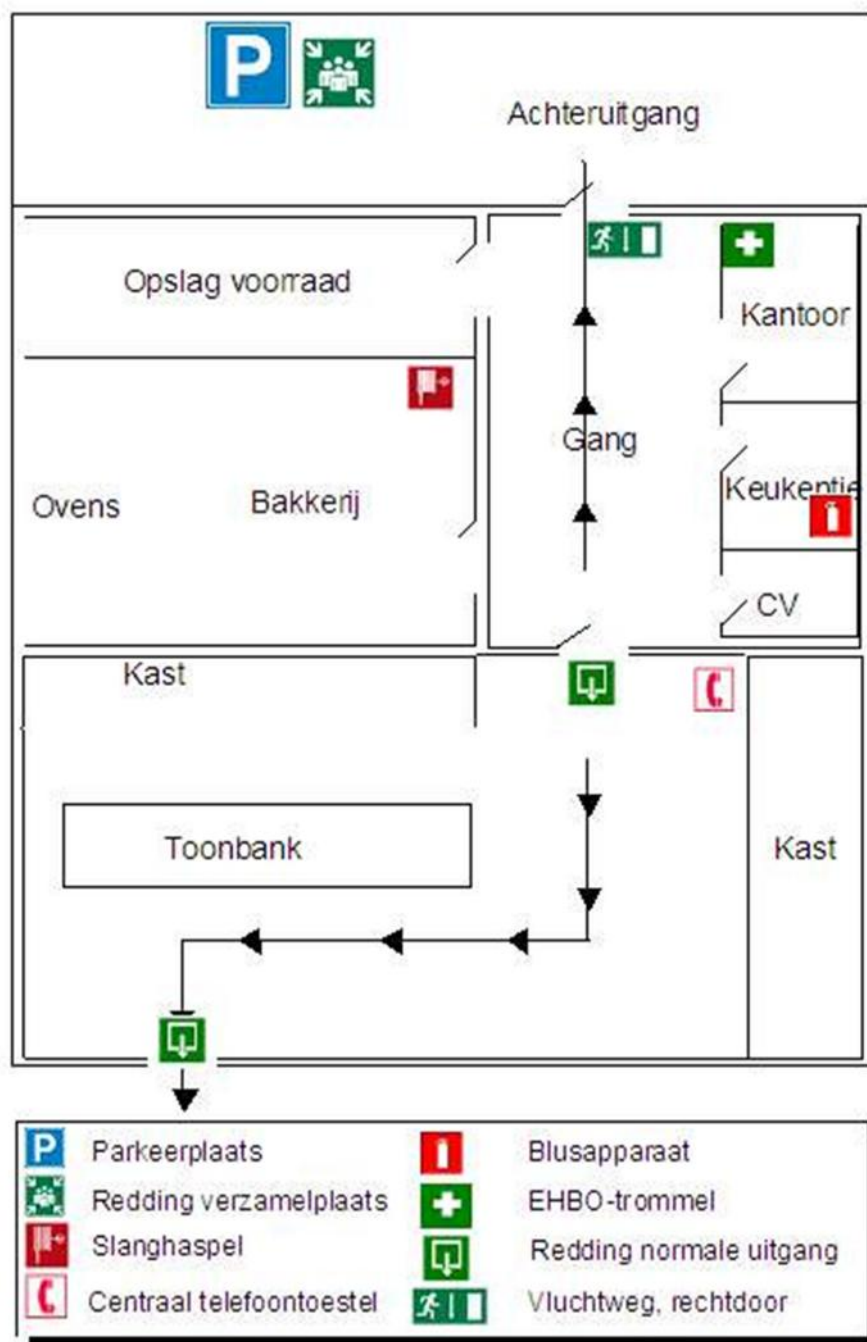 P
Achteruitgang
Opslag voorraad
Kantoor
Gang
Ovens
Bakkerij
Keukentje
CV
Kast
Toonbank
Kast
P Parkeerplaats
Blusapparaat
Redding verzamelplaats
EHBO-trommel
Slanghaspel
Redding normale uitgang
Centraal telefoontoestel
Vluchtweg, rechtdoor